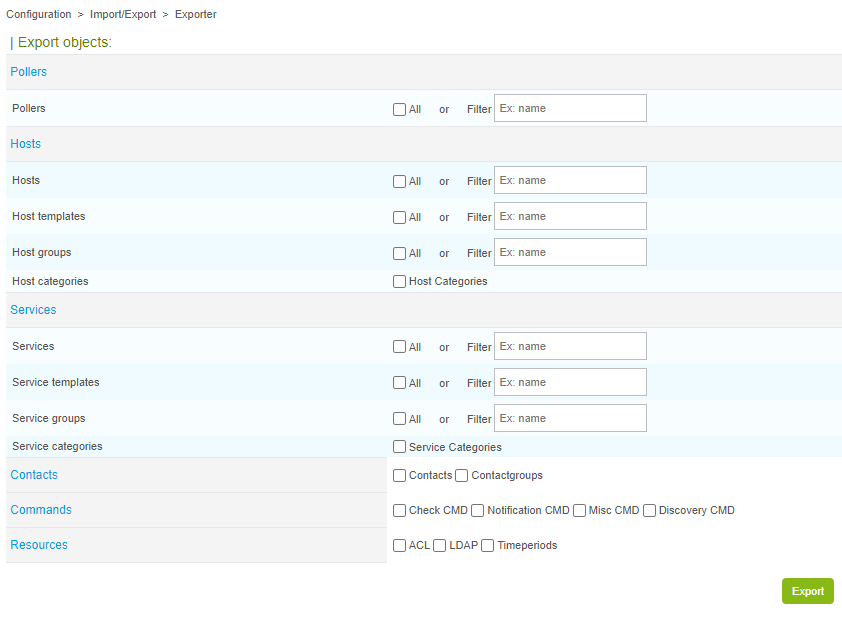 Configuration > Import/Export > Exporter
| Export objects:
Pollers
Pollers All or Filter Ex: name
Hosts
Hosts All or Filter Ex: name
Host templates All or Filter Ex: name
Host groups All or Filter Ex: name
Host categories Host Categories
Services
Services All or Filter Ex: name
Service templates All or Filter Ex: name
Service groups All or Filter Ex: name
Service categories Service Categories
Contacts Contacts Contactgroups
Commands Check CMD Notification CMD Misc CMD Discovery CMD
Resources ACL LDAP Timeperiods
Export